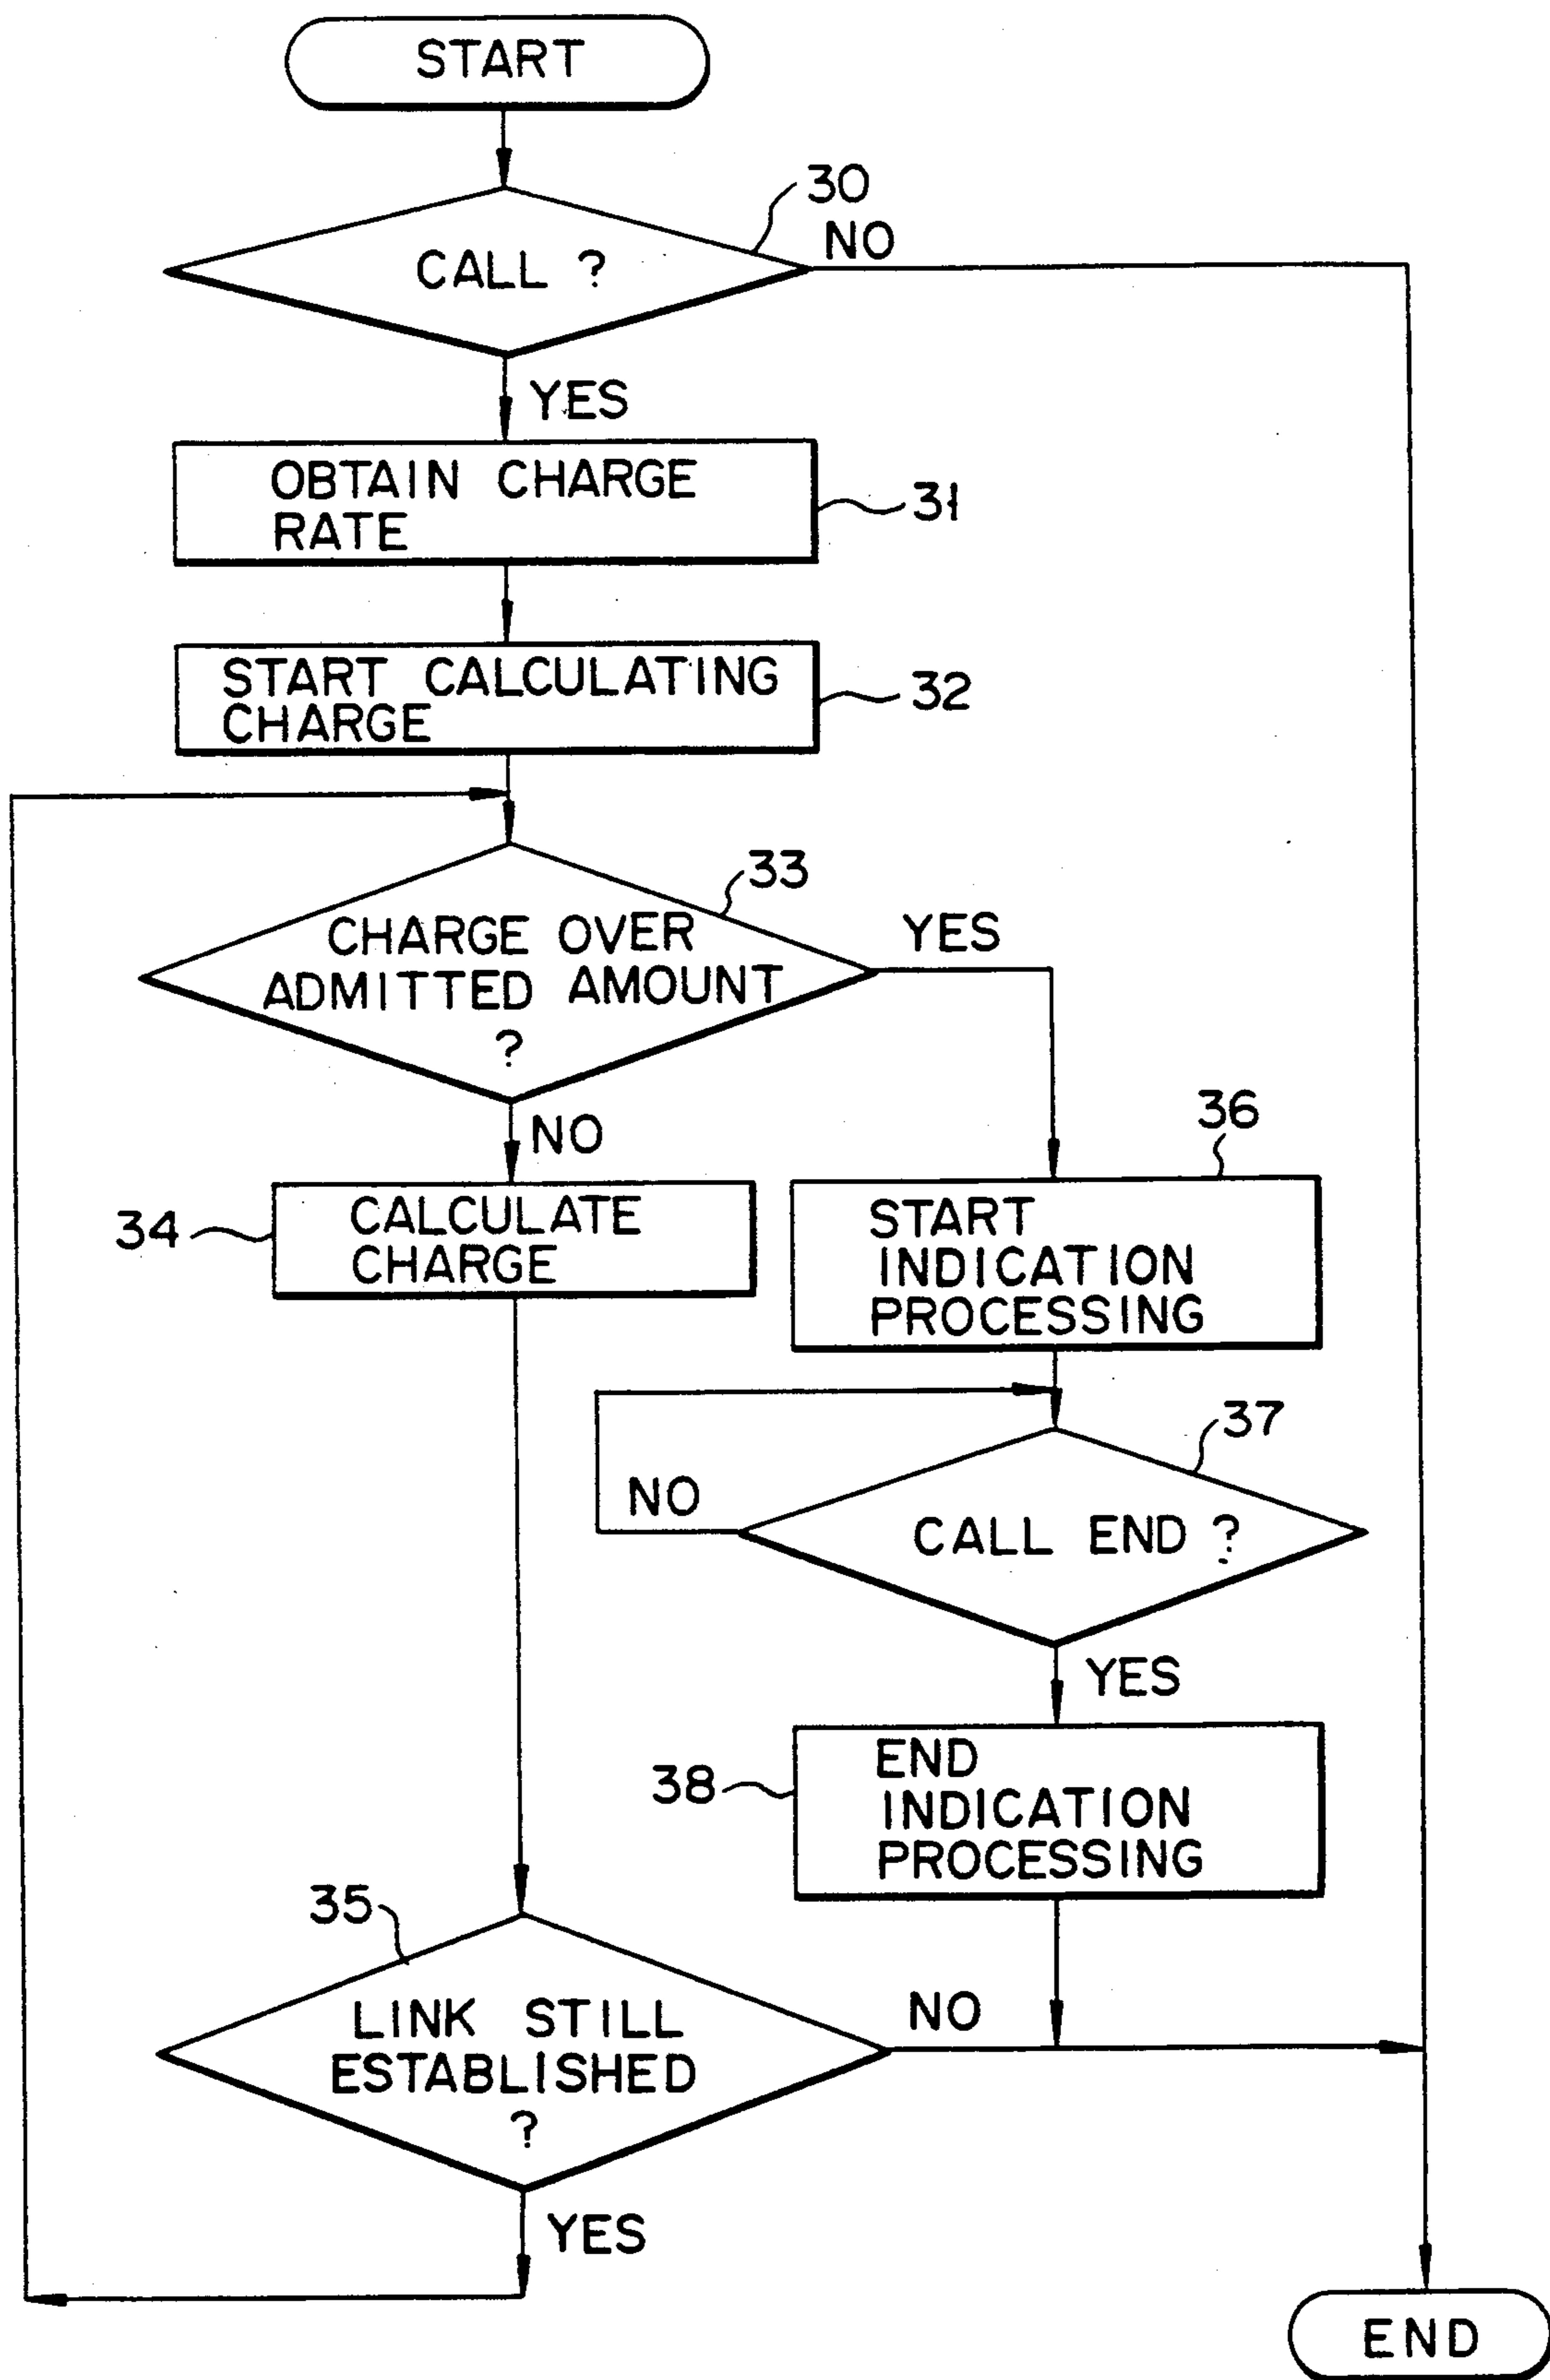 START
30
CALL ?
NO
YES
OBTAIN CHARGE
RATE
31
START CALCULATING
CHARGE
32
33
CHARGE OVER
ADMITTED AMOUNT
?
YES
NO
34
CALCULATE
CHARGE
36
START
INDICATION
PROCESSING
37
NO
CALL END ?
YES
38
END
INDICATION
PROCESSING
35
LINK STILL
ESTABLISHED
?
NO
YES
END